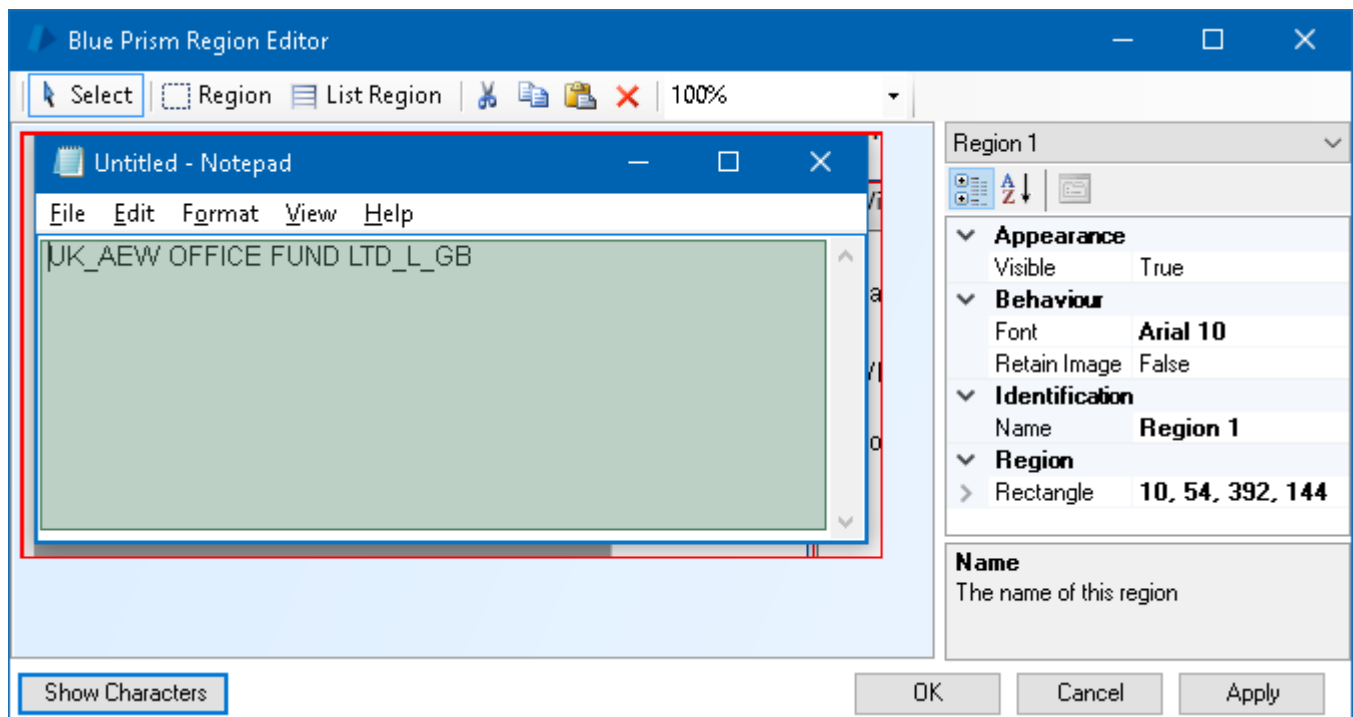 Blue Prism Region Editor
Select Region List Region 100%
Untitled - Notepad
File Edit Format View Help
UK_AEW OFFICE FUND LTD_L_GB
Region 1
Appearance
Visible True
Behaviour
Font Arial 10
Retain Image False
Identification
Name Region 1
Region
Rectangle 10, 54, 392, 144
Name
The name of this region
Show Characters OK Cancel Apply